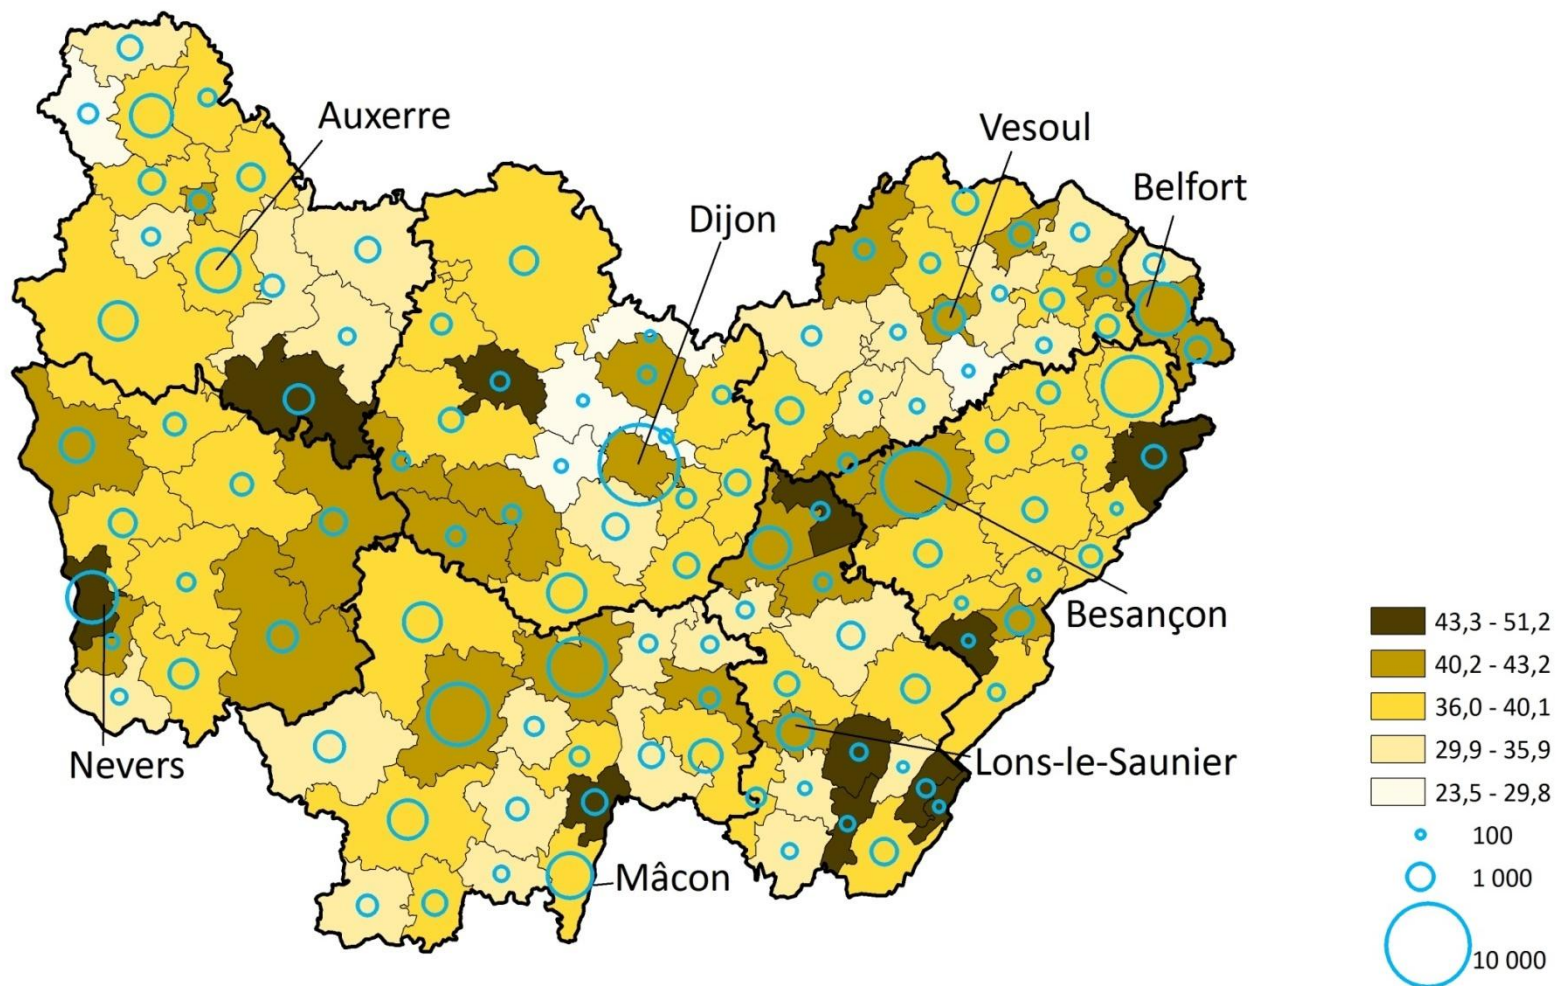 Auxerre
Vesoul
Belfort
Dijon
Besançon
Nevers
Lons-le-Saunier
Mâcon
43,3 - 51,2
40,2 - 43,2
36,0 - 40,1
29,9 - 35,9
23,5 - 29,8
100
1 000
10 000